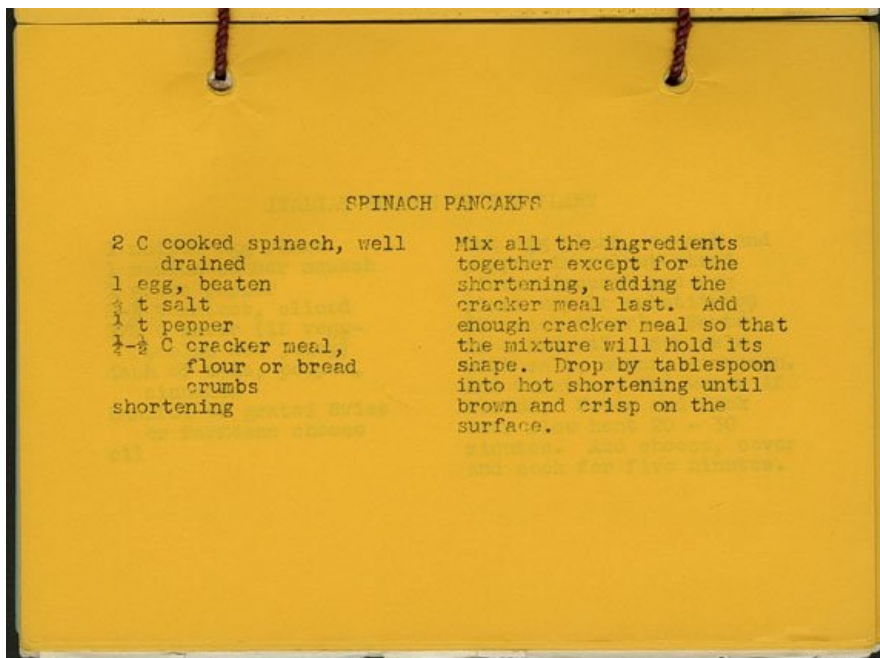 SPINACH PANCAKES
2 C cooked spinach, well
drained
1 egg, beaten
t salt
¼ t pepper
¼-½ C cracker meal,
flour or bread
crumbs
shortening
Mix all the ingredients
together except for the
shortening, adding the
cracker meal last. Add
enough cracker meal so that
the mixture will hold its
shape. Drop by tablespoon
into hot shortening until
brown and crisp on the
surface.